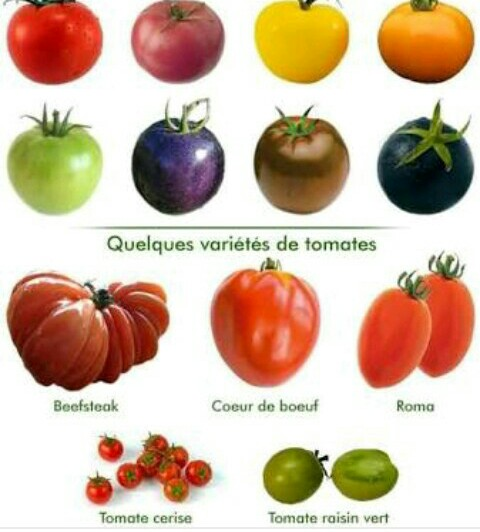 Quelques variétés de tomates
Beefsteak
Coeur de boeuf
Roma
Tomate cerise
Tomate raisin vert